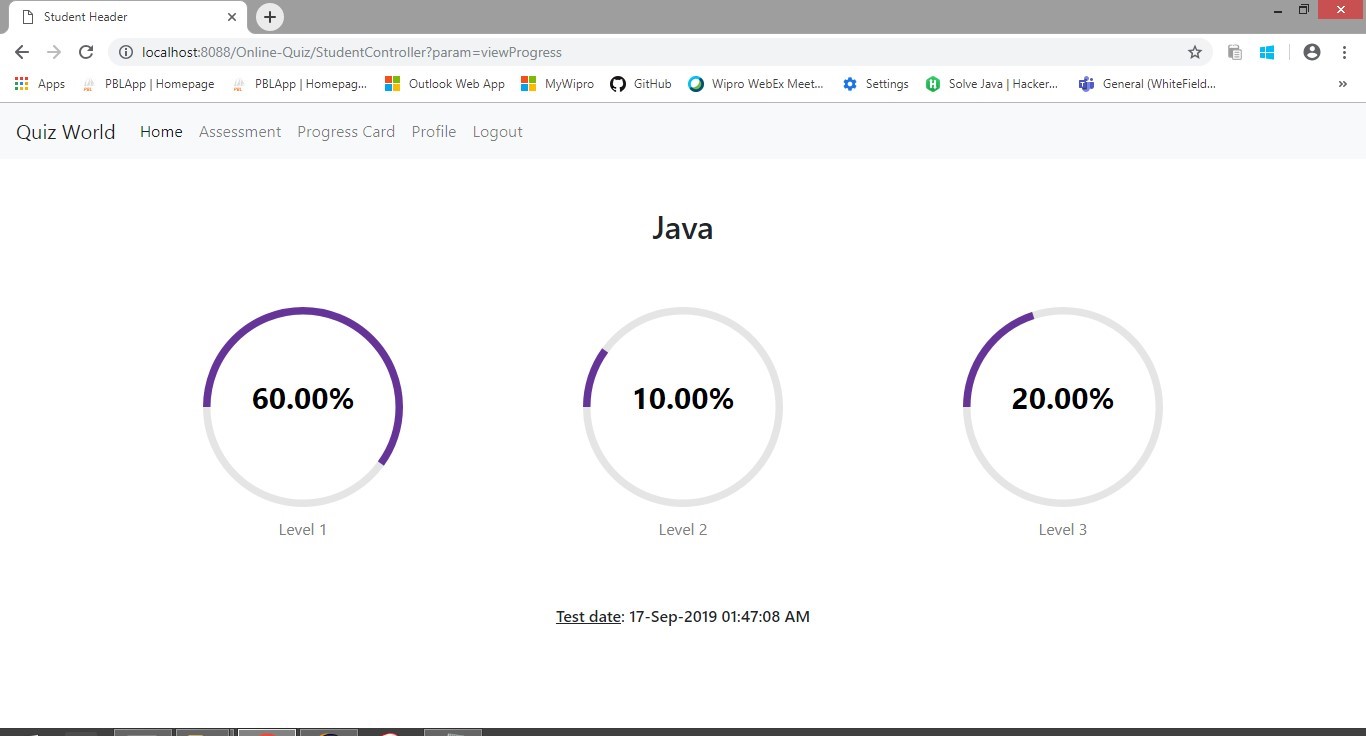 Student Header
localhost:8088/Online-Quiz/StudentController?param=viewProgress
Apps PBLApp | Homepage PBLApp | Homepag... Outlook Web App MyWipro GitHub Wipro WebEx Meet... Settings Solve Java | Hacker... General (WhiteField... »
Quiz World Home Assessment Progress Card Profile Logout
Java
60.00% 10.00% 20.00%
Level 1 Level 2 Level 3
Test date: 17-Sep-2019 01:47:08 AM